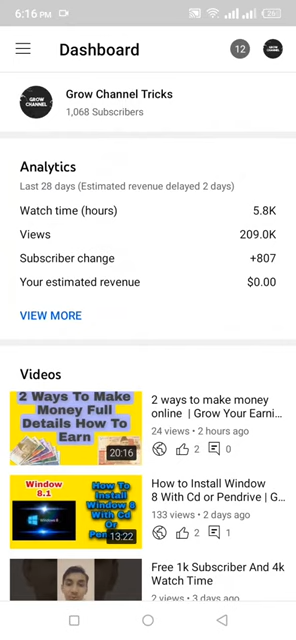 6:16 PM
Dashboard
12
GROW
CHANNEL
Grow Channel Tricks
1,068 Subscribers
Analytics
Last 28 days (Estimated revenue delayed 2 days)
Watch time (hours) 5.8K
Views 209.0K
Subscriber change +807
Your estimated revenue $0.00
VIEW MORE
Videos
2 Ways To Make
Money Full
Details How To
Earn
20:16
2 ways to make money
online | Grow Your Earni...
24 views • 2 hours ago
2 0
Window
8.1
How To
Install
Window 8
With Cd
Or
Pen
13:22
How to Install Window
8 With Cd or Pendrive | G...
133 views • 2 days ago
2 1
Free 1k Subscriber And 4k
Watch Time
2 views • 3 days ago